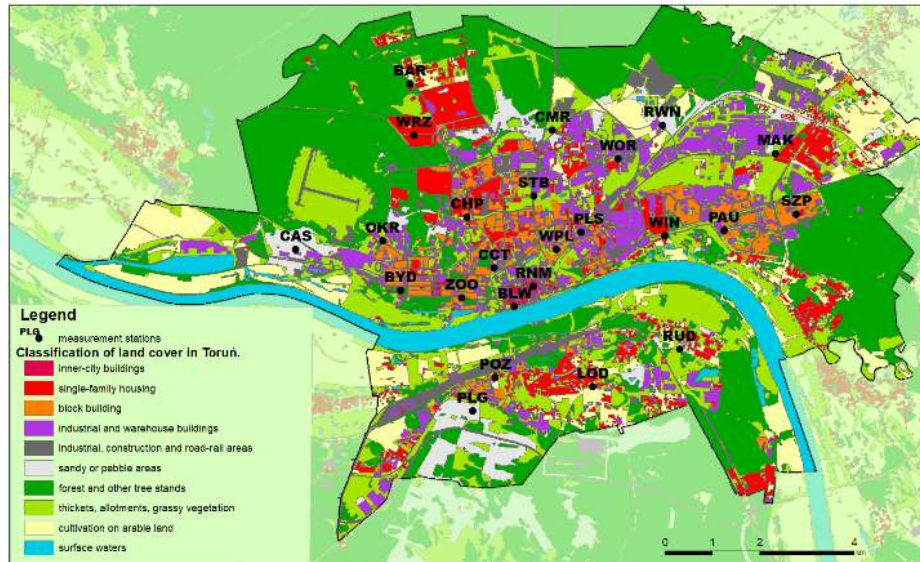 BAR
WRZ
CMR
RWN
WOR
MAK
STB
CHP
SZP
PLS
WIN
PAU
OKR
WPL
CAS
CCT
RNM
BYD
ZOO
BLW
RUD
POZ
LOD
PLG
Legend
PLG
measurement stations
Classification of land cover in Toruń.
inner-city buildings
single-family housing
block building
industrial and warehouse buildings
industrial, construction and road-rail areas
sandy or pebble areas
forest and other tree stands
thickets, allotments, grassy vegetation
cultivation on arable land
surface waters
0 1 2 4
km